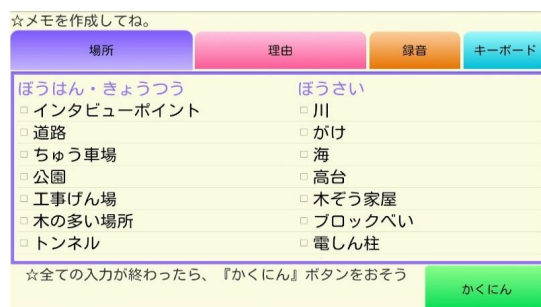 ☆メモを作成してね。
場所 理由 録音 キーボード
ぼうはん・きょうつう ぼうさい
インタビューポイント 川
道路 がけ
ちゅう車場 海
公園 高台
工事げん場 木ぞう家屋
木の多い場所 ブロックべい
トンネル 電しん柱
☆全ての入力が終わったら、『かくにん』ボタンをおそう
かくにん